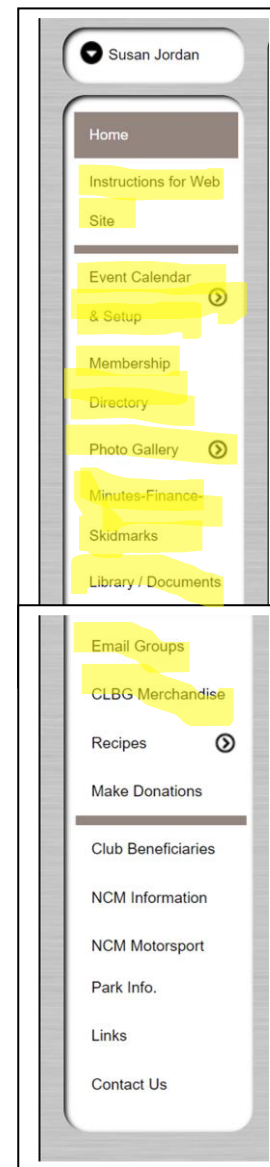 Susan Jordan
Home
Instructions for Web
Site
Event Calendar
& Setup
Membership
Directory
Photo Gallery
Minutes-Finance-
Skidmarks
Library / Documents
Email Groups
CLBG Merchandise
Recipes
Make Donations
Club Beneficiaries
NCM Information
NCM Motorsport
Park Info.
Links
Contact Us